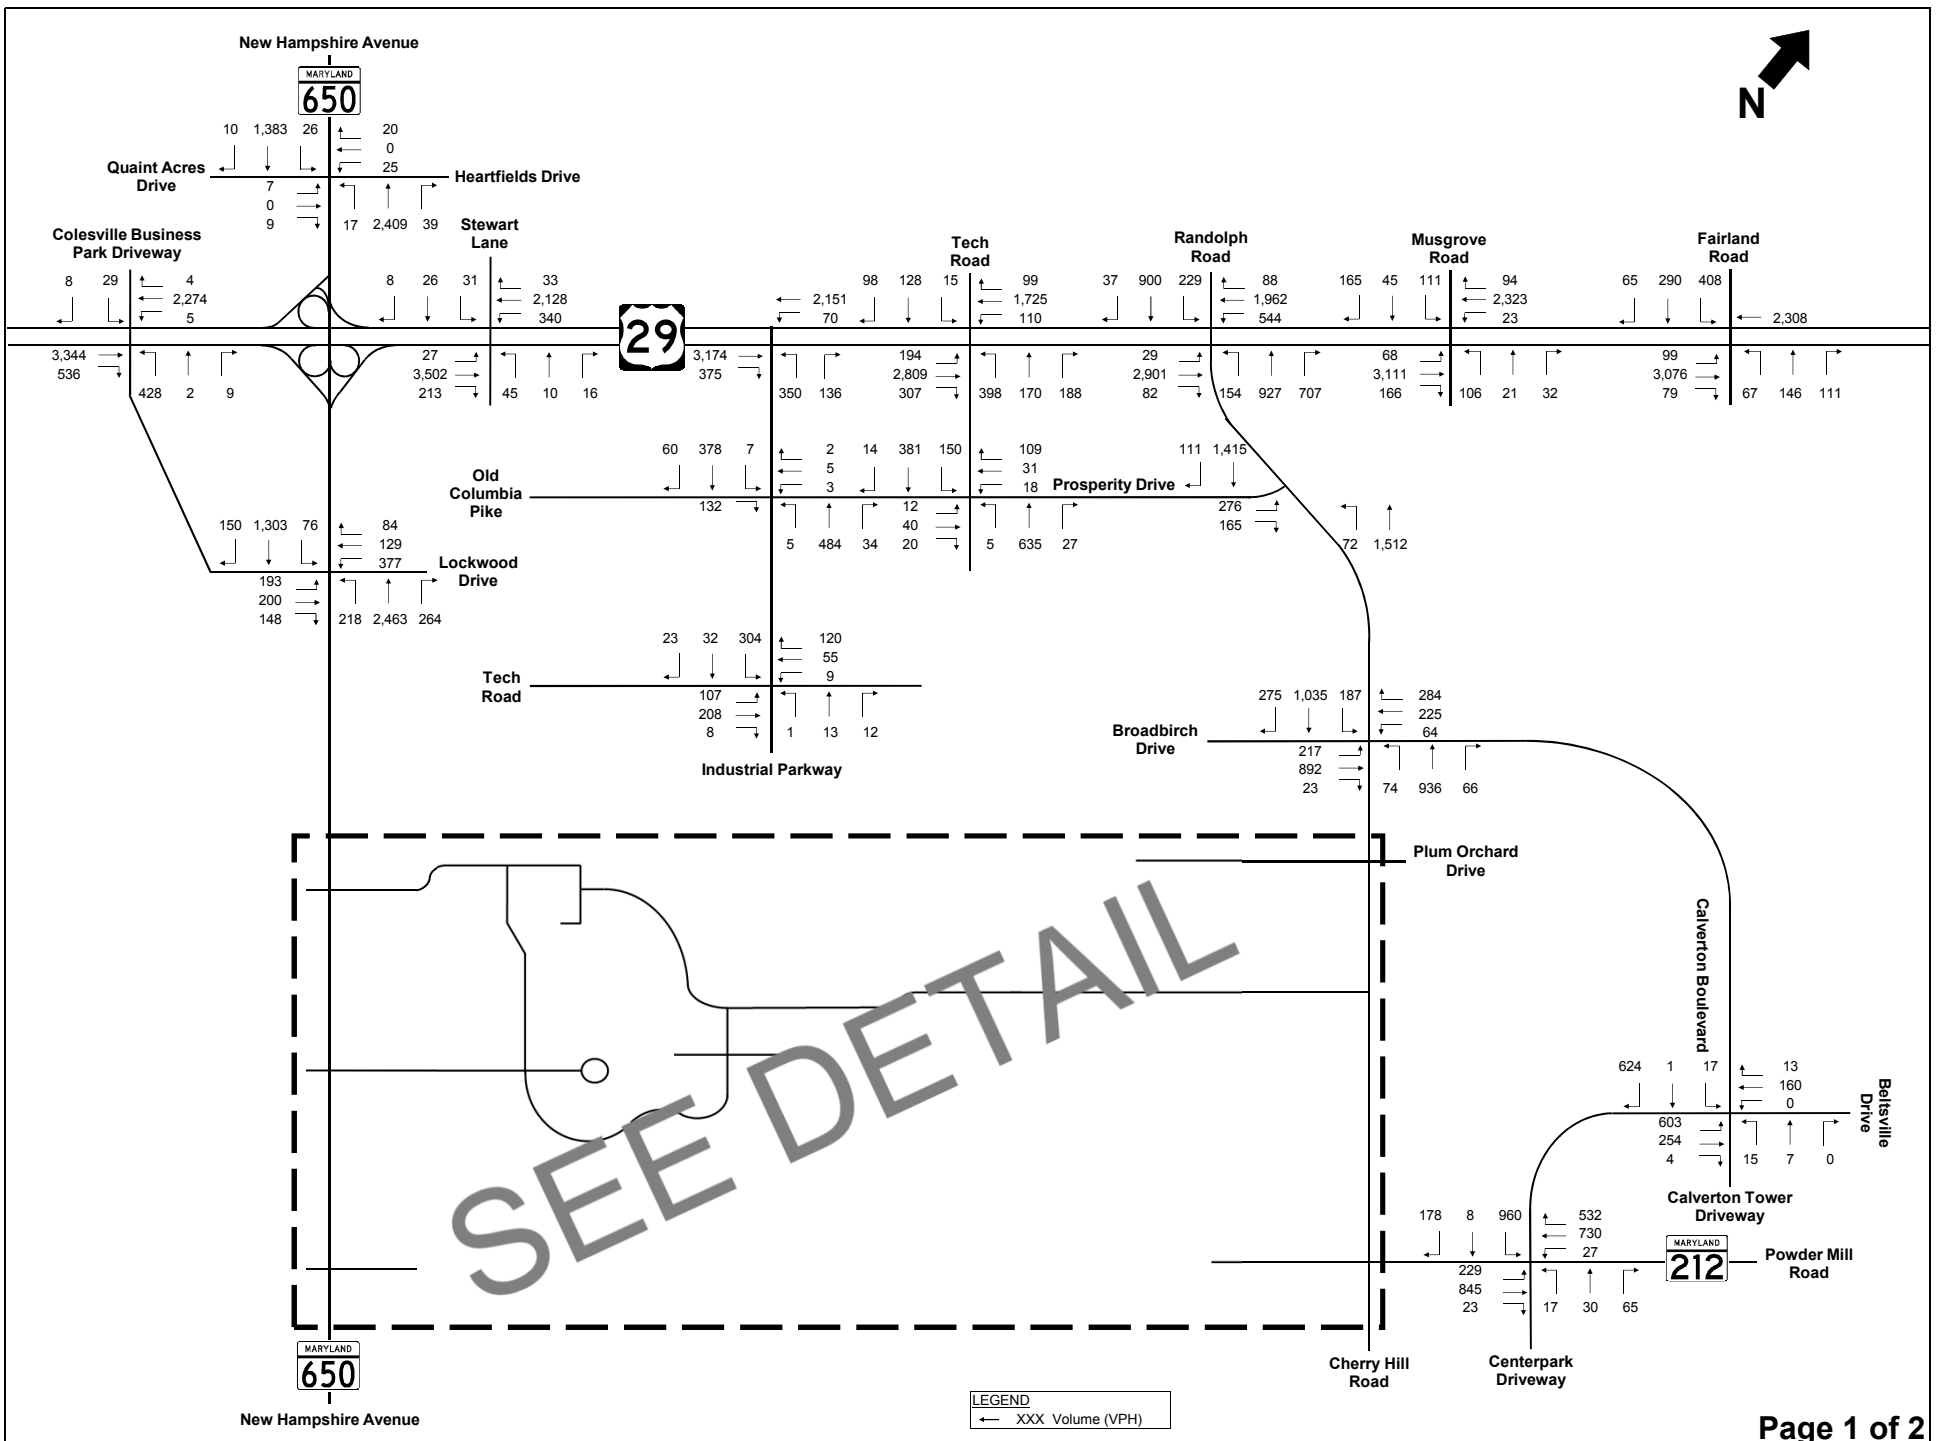 New Hampshire Avenue
MARYLAND
650
N
10 1,383 26 20
0
25
Quaint Acres
Drive
Heartfields Drive
7
0
9
17 2,409 39
Colesville Business
Park Driveway
Stewart
Lane
Tech
Road
Randolph
Road
Musgrove
Road
Fairland
Road
8 29 4
2,274
5
8 26 31 33
2,128
340
29
2,151
70
98 128 15 99
1,725
110
37 900 229 88
1,962
544
165 45 111 94
2,323
23
65 290 408
2,308
3,344
536
428 2 9
27
3,502
213
45 10 16
3,174
375
350 136
194
2,809
307
398 170 188
29
2,901
82
154 927 707
68
3,111
166
106 21 32
99
3,076
79
67 146 111
Old
Columbia
Pike
60 378 7 2
5
3
132
5 484 34
14 381 150 109
31
18
12
40
20
5 635 27
Prosperity Drive
111 1,415
276
165
72 1,512
150 1,303 76 84
129
377
Lockwood
Drive
193
200
148
218 2,463 264
Tech
Road
23 32 304 120
55
9
107
208
8
1 13 12
Industrial Parkway
Broadbirch
Drive
275 1,035 187 284
225
64
217
892
23
74 936 66
Plum Orchard
Drive
SEE DETAIL
Calverton Boulevard
624 1 17 13
160
0
Beltsville
Drive
603
254
4
15 7 0
Calverton Tower
Driveway
178 8 960 532
730
27
MARYLAND
212
Powder Mill
Road
229
845
23
17 30 65
MARYLAND
650
New Hampshire Avenue
Cherry Hill
Road
Centerpark
Driveway
LEGEND
XXX Volume (VPH)
Page 1 of 2